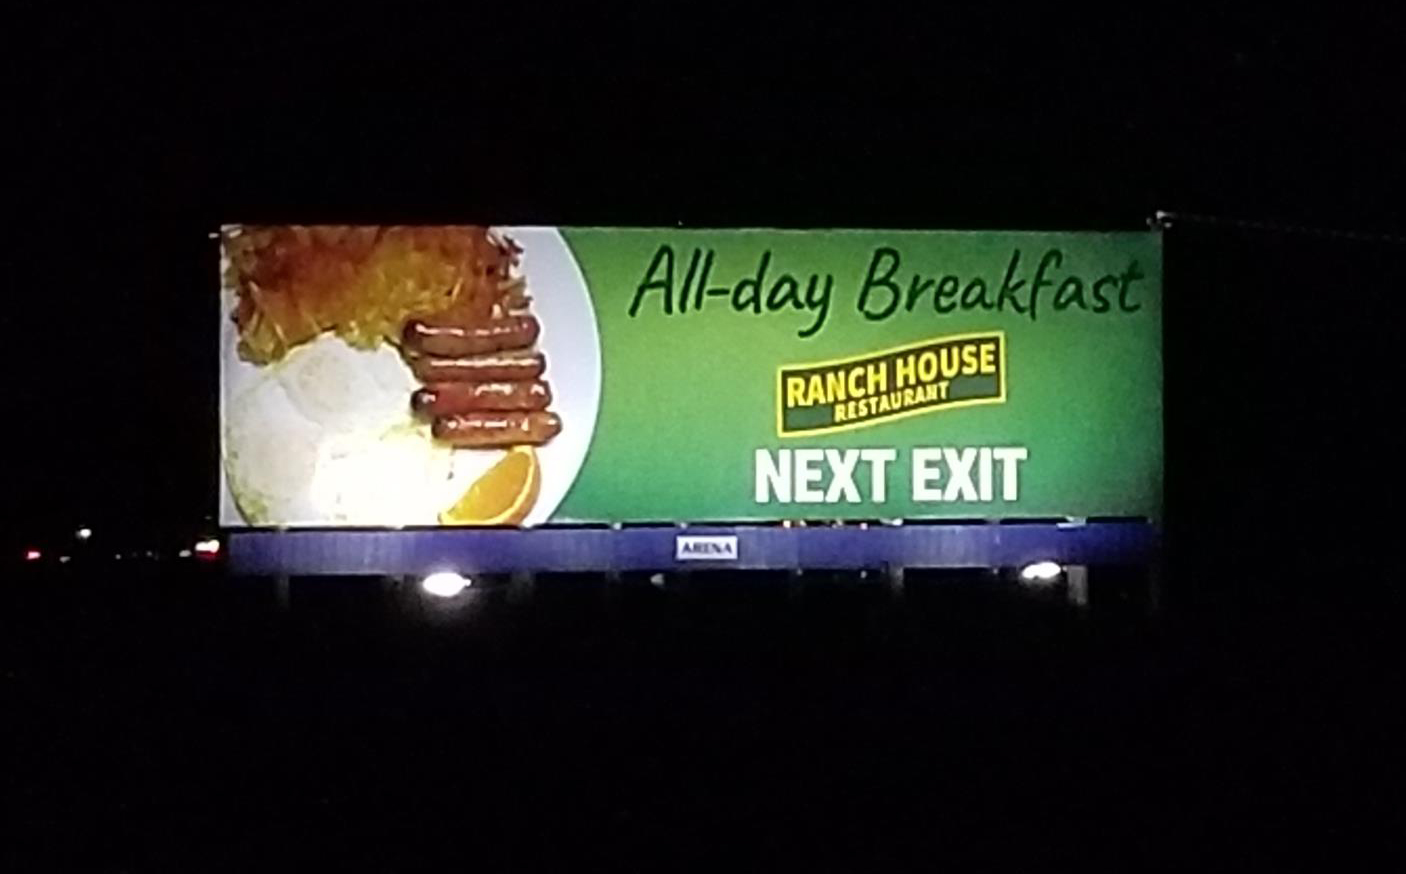 All-day Breakfast
RANCH HOUSE
RESTAURANT
NEXT EXIT
ARENA